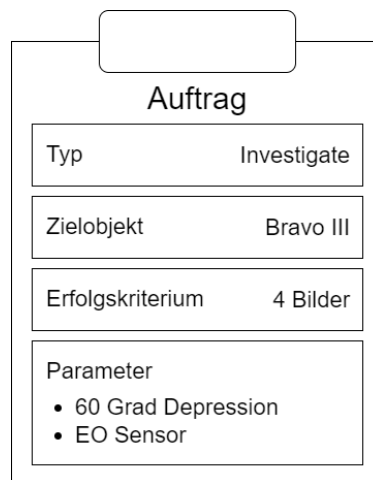 Auftrag
Typ Investigate
Zielobjekt Bravo III
Erfolgskriterium 4 Bilder
Parameter
• 60 Grad Depression
• EO Sensor